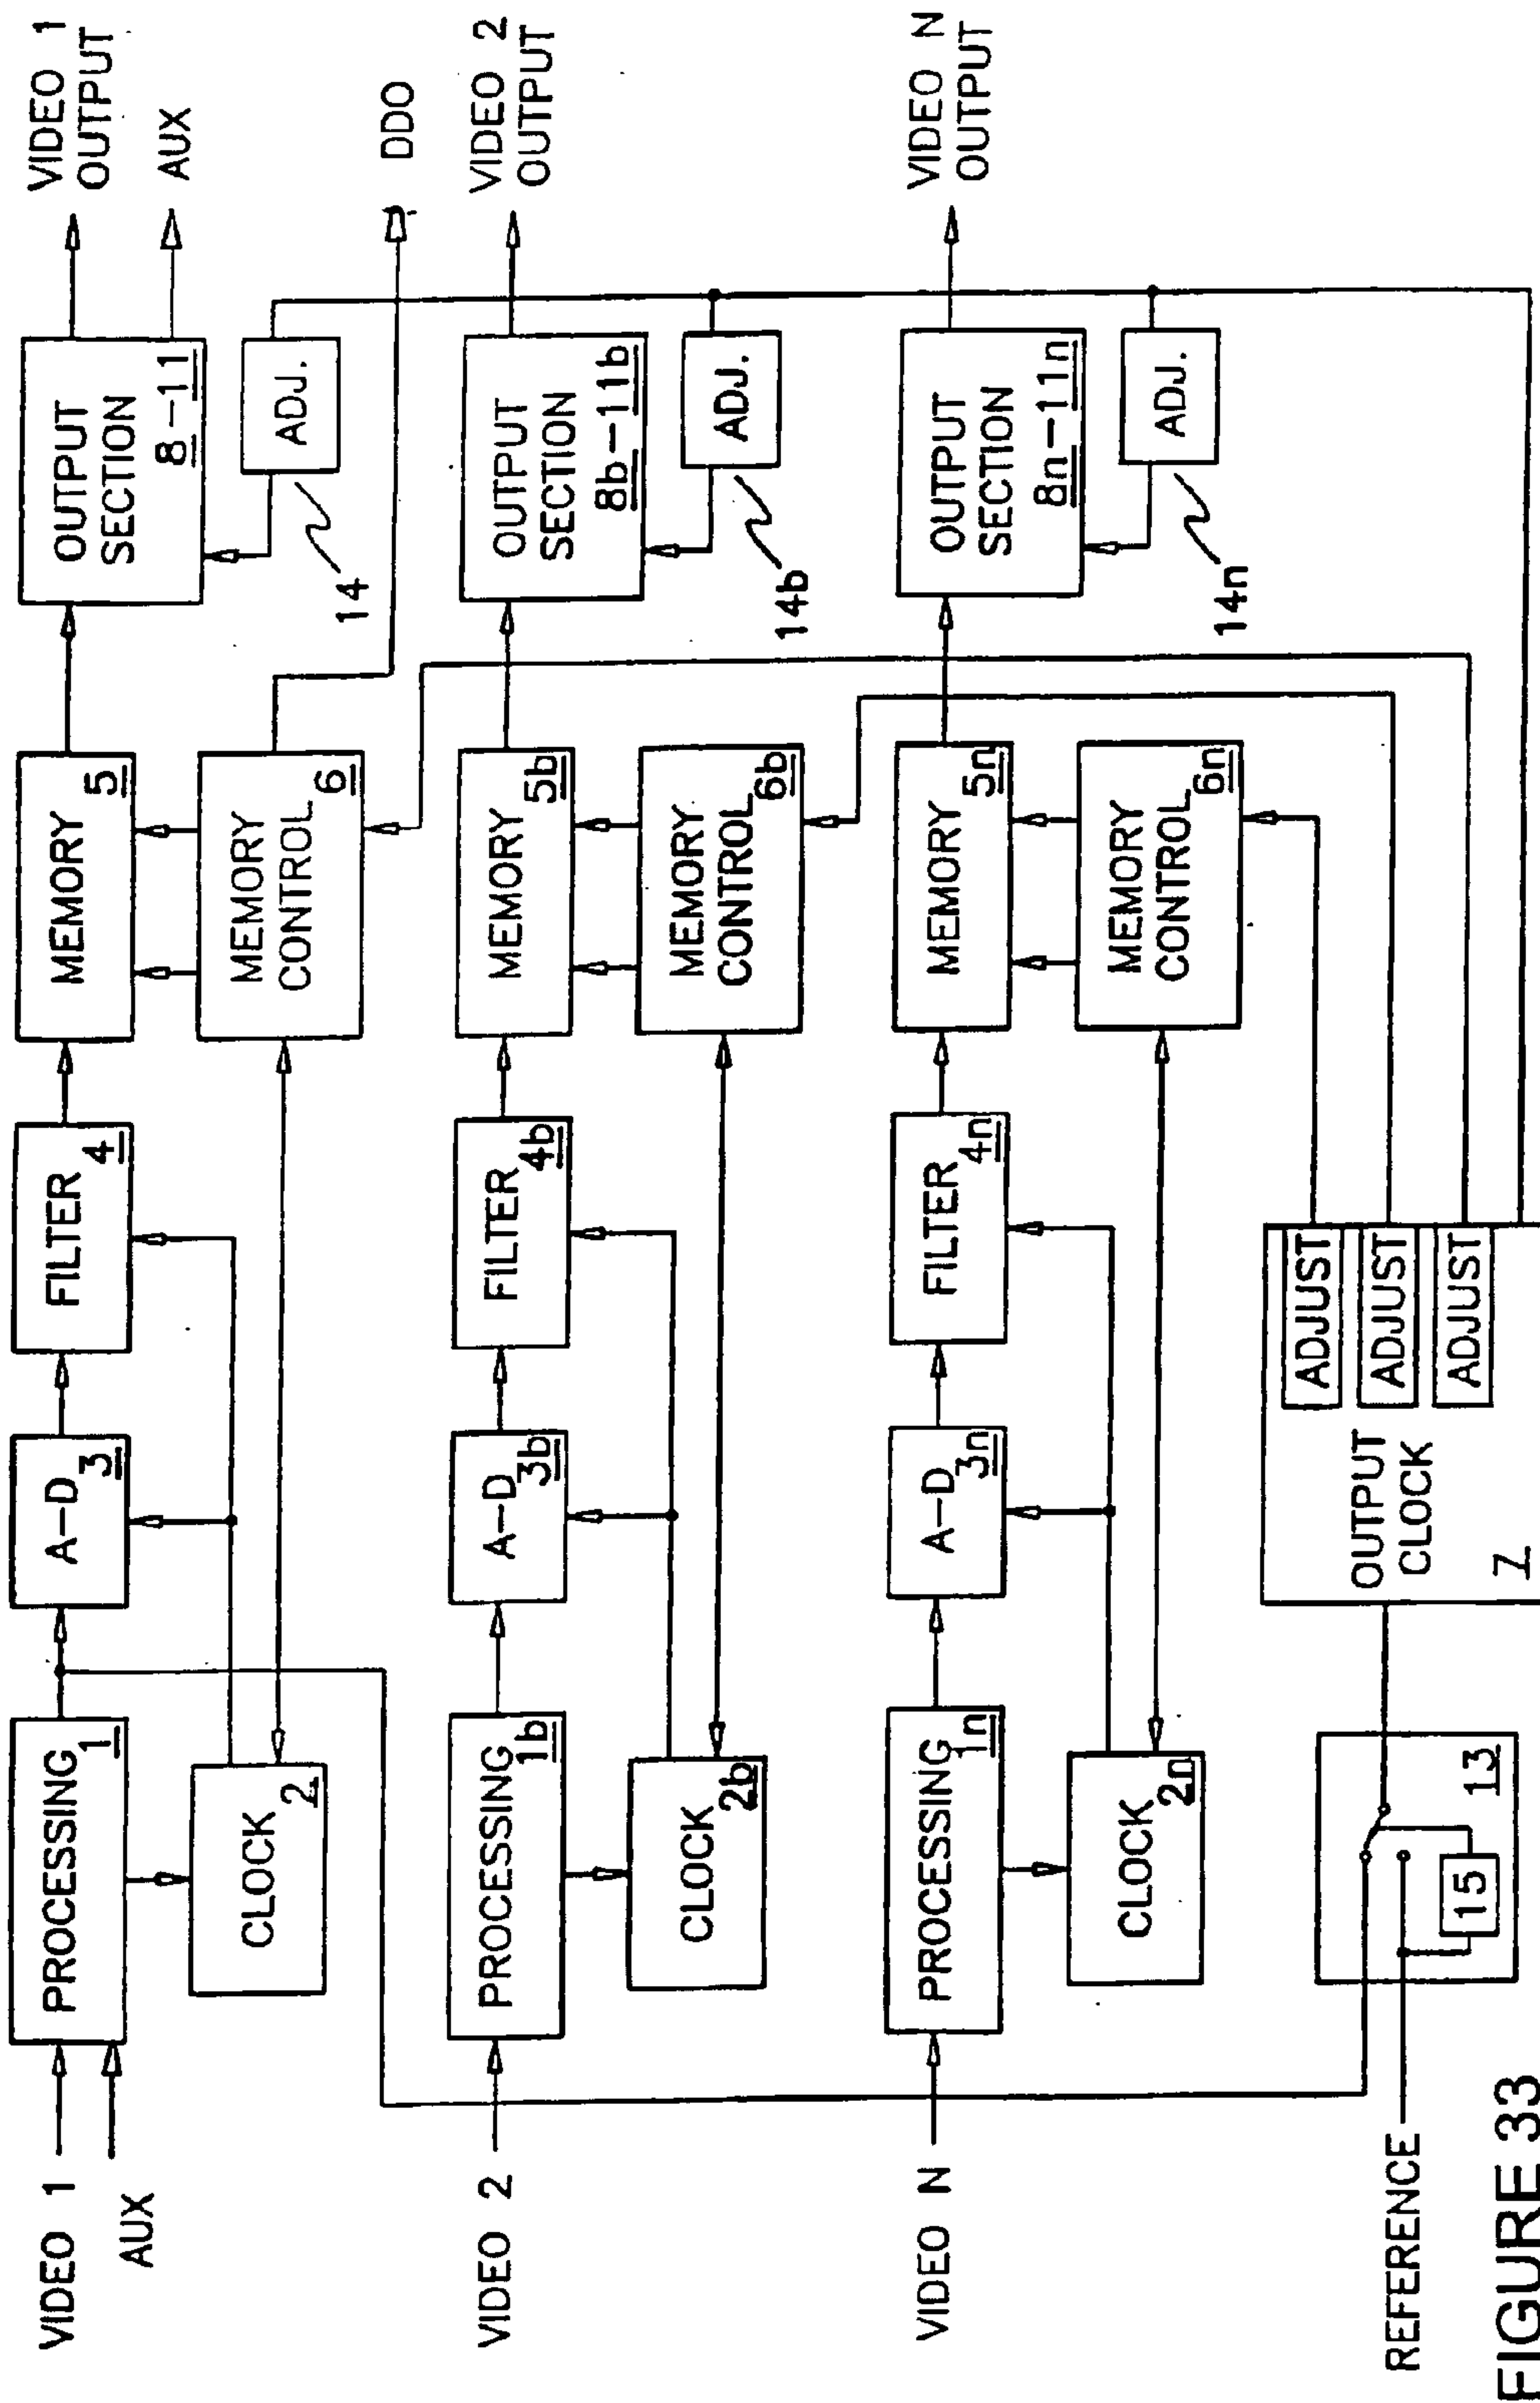 VIDEO 1
AUX
PROCESSING 1
CLOCK 2
A-D 3
FILTER 4
MEMORY 5
MEMORY
CONTROL 6
OUTPUT
SECTION
8-11
ADJ.
14
VIDEO 1
OUTPUT
AUX
DDO
VIDEO 2
PROCESSING 1b
CLOCK 2b
A-D 3b
FILTER 4b
MEMORY 5b
MEMORY
CONTROL 6b
OUTPUT
SECTION
8b-11b
ADJ.
14b
VIDEO 2
OUTPUT
VIDEO N
PROCESSING 1n
CLOCK 2n
A-D 3n
FILTER 4n
MEMORY 5n
MEMORY
CONTROL 6n
OUTPUT
SECTION
8n-11n
ADJ.
14n
VIDEO N
OUTPUT
REFERENCE
15
13
OUTPUT
CLOCK
7
ADJUST
ADJUST
ADJUST
FIGURE 33